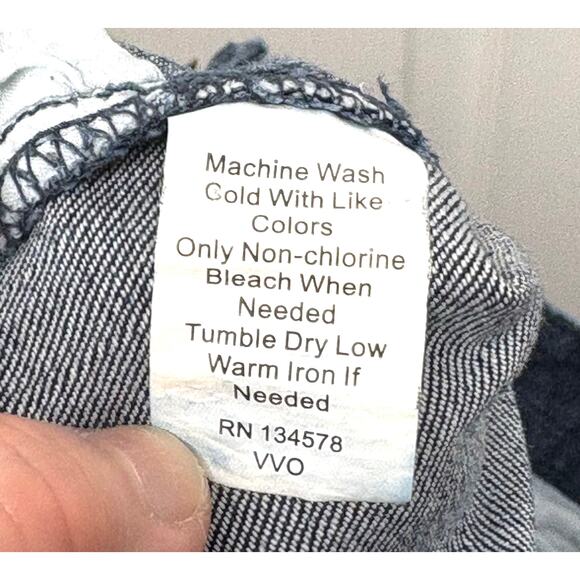 Machine Wash
Cold With Like
Colors
Only Non-chlorine
Bleach When
Needed
Tumble Dry Low
Warm Iron If
Needed
RN 134578
VVO